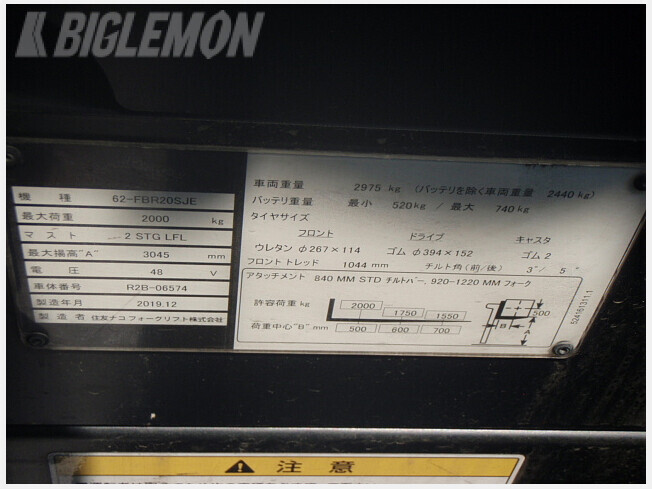 BIGLEMON
機 種 62-FBR20SJE
最大荷重 2000 kg
マスト 2 STG LFL
最大揚高"A" 3045 mm
電 圧 48 V
車体番号 R2B-06574
製造年月 2019.12
製 造 者 住友ナコ フォークリフト株式会社
車両重量 2975 kg (バッテリを除く車両重量 2440 kg)
バッテリ重量 最小 520kg / 最大 740kg
タイヤサイズ
フロント ドライブ キャスタ
ウレタン φ267×114 ゴム φ394×152 ゴム 2
フロント トレッド 1044 mm チルト角(前/後) 3°/ 5°
アタッチメント 840 MM STD チルトバー, 920-1220 MM フォーク
許容荷重 kg 2000 1750 1550
荷重中心"B" mm 500 600 700
500
B
A
524161311.1
注 意